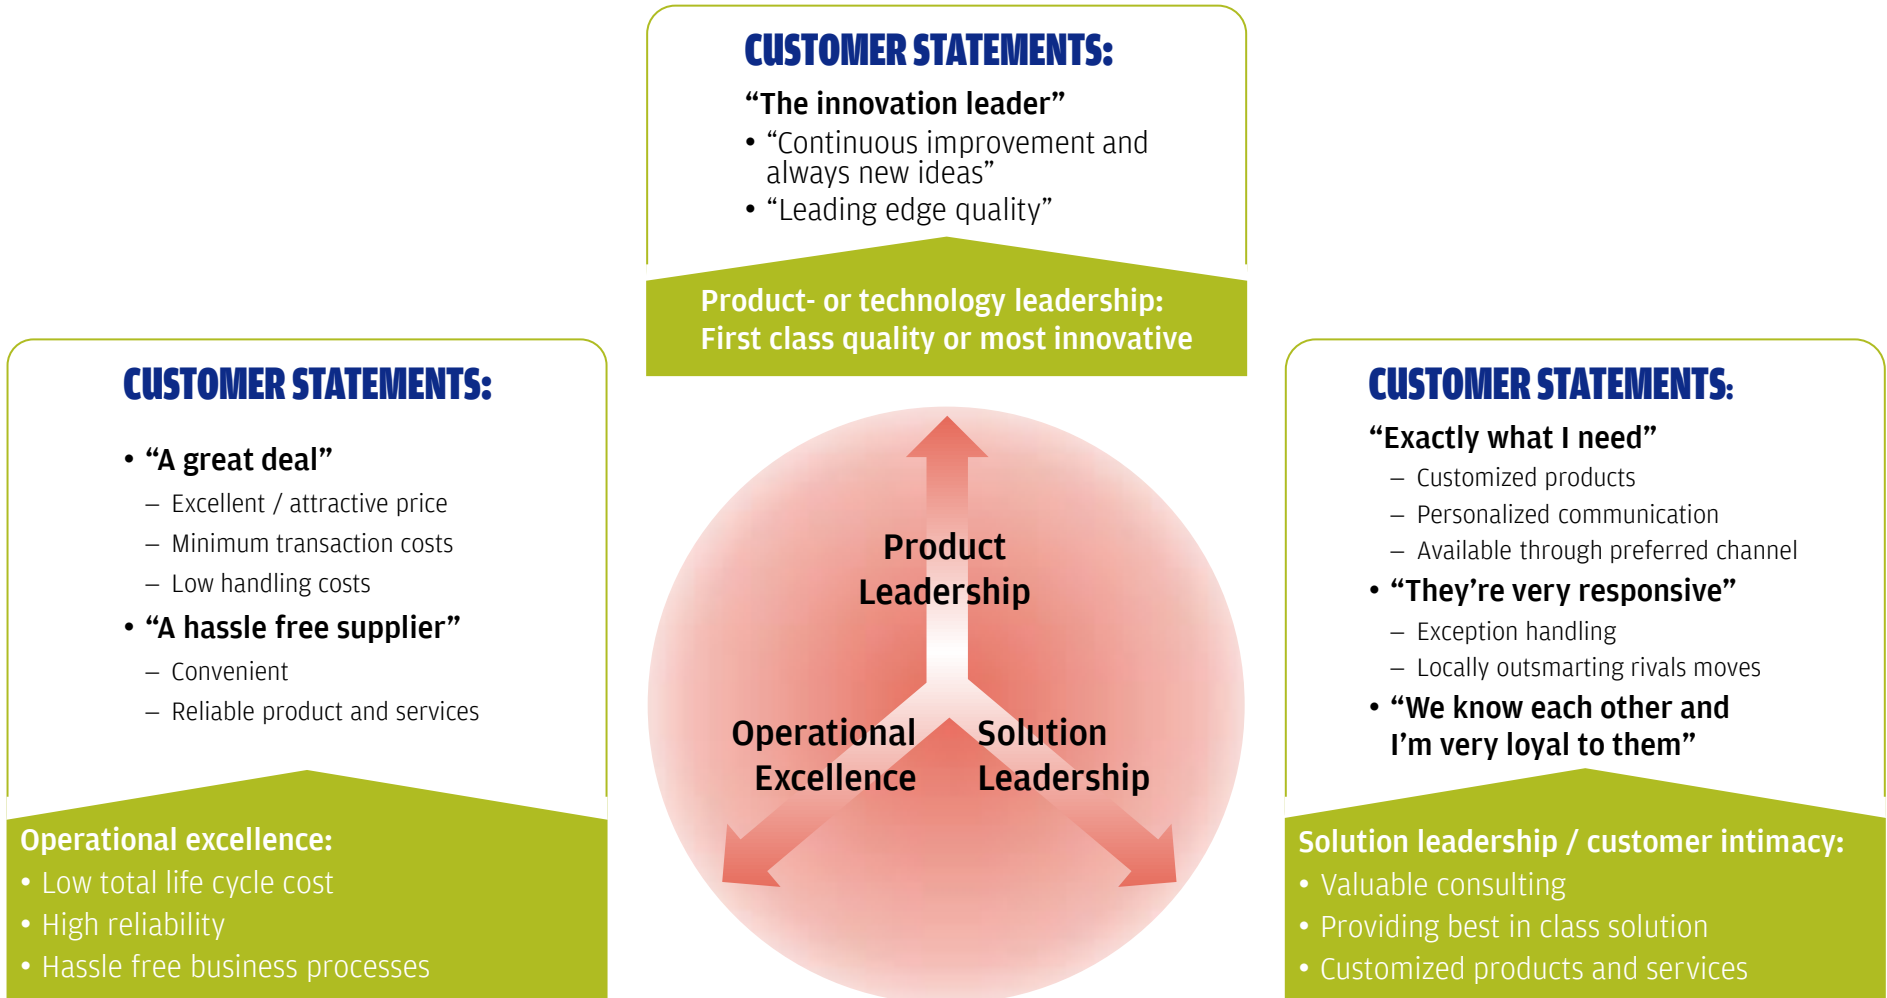 CUSTOMER STATEMENTS:
“The innovation leader”
• “Continuous improvement and
always new ideas”
• “Leading edge quality”
Product- or technology leadership:
First class quality or most innovative
CUSTOMER STATEMENTS:
• “A great deal”
– Excellent / attractive price
– Minimum transaction costs
– Low handling costs
• “A hassle free supplier”
– Convenient
– Reliable product and services
Operational excellence:
• Low total life cycle cost
• High reliability
• Hassle free business processes
Product
Leadership
Operational
Excellence
Solution
Leadership
CUSTOMER STATEMENTS:
“Exactly what I need”
– Customized products
– Personalized communication
– Available through preferred channel
• “They’re very responsive”
– Exception handling
– Locally outsmarting rivals moves
• “We know each other and
I’m very loyal to them”
Solution leadership / customer intimacy:
• Valuable consulting
• Providing best in class solution
• Customized products and services